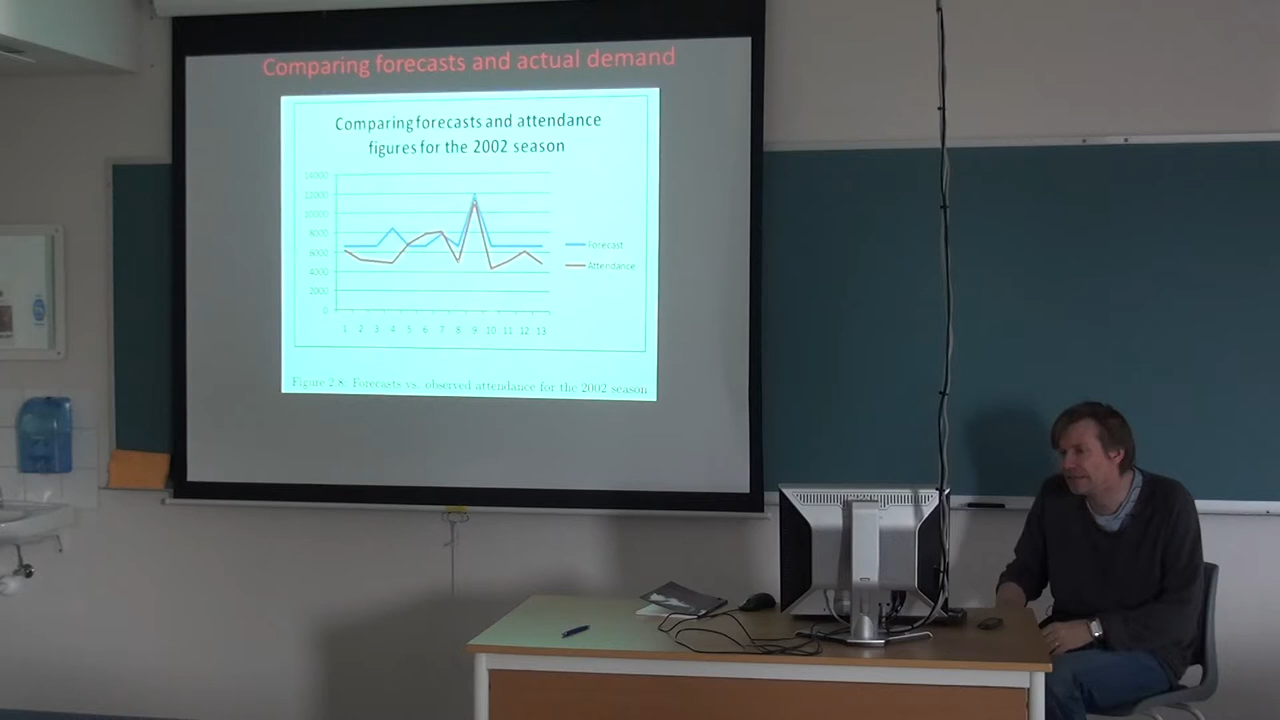 Comparing forecasts and actual demand
Comparing forecasts and attendance
figures for the 2002 season
14000
12000
10000
8000
6000
4000
2000
0
Forecast
Attendance
1 2 3 4 5 6 7 8 9 10 11 12 13
Figure 2.8: Forecasts vs. observed attendance for the 2002 season